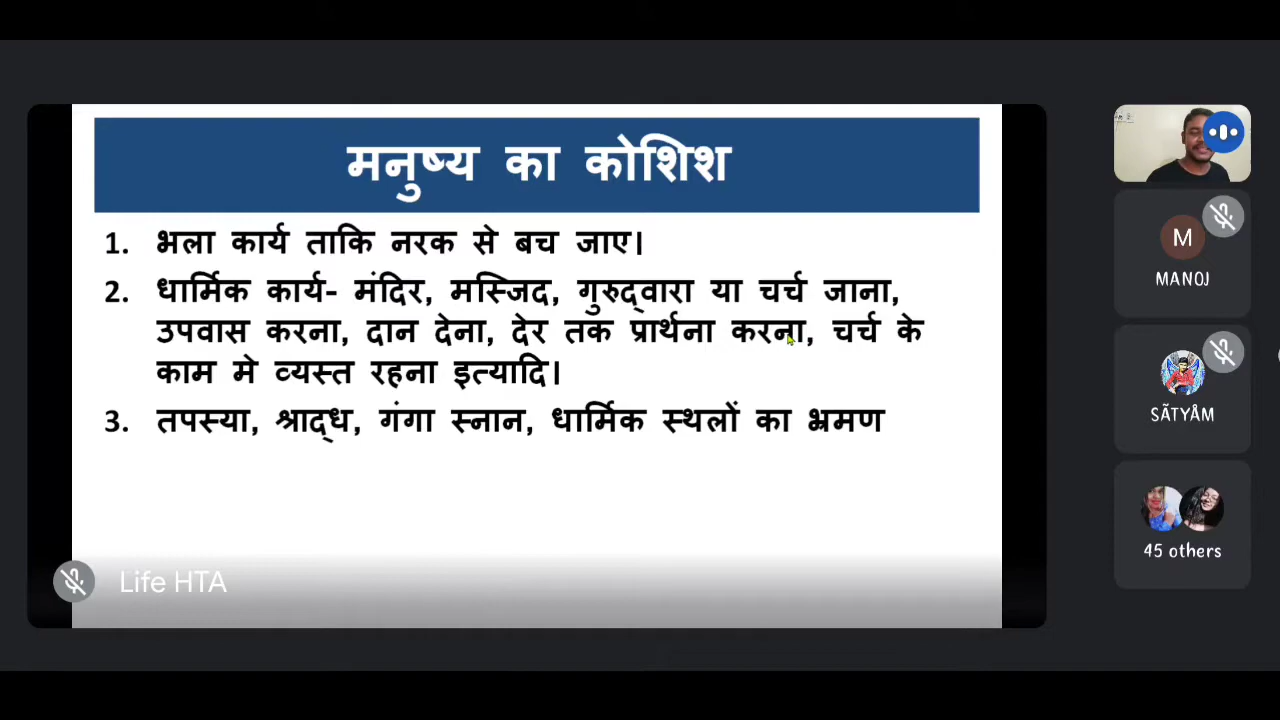 मनुष्य का कोशिश
1. भला कार्य ताकि नरक से बच जाए।
2. धार्मिक कार्य- मंदिर, मस्जिद, गुरुद्वारा या चर्च जाना,
उपवास करना, दान देना, देर तक प्रार्थना करना, चर्च के
काम मे व्यस्त रहना इत्यादि।
3. तपस्या, श्राद्ध, गंगा स्नान, धार्मिक स्थलों का भ्रमण
Life HTA
M
MANOJ
SÃTYÂM
45 others